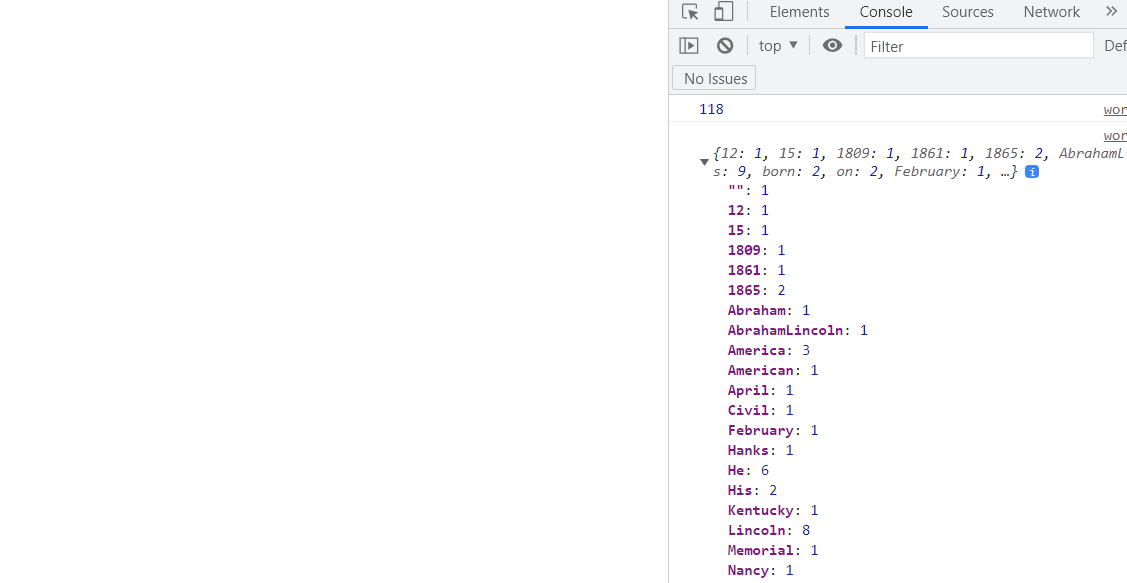 Elements Console Sources Network »
top ▼ Filter Def
No Issues
118 wor
wor
{12: 1, 15: 1, 1809: 1, 1861: 1, 1865: 2, AbrahamL
s: 9, born: 2, on: 2, February: 1, …} i
"": 1
12: 1
15: 1
1809: 1
1861: 1
1865: 2
Abraham: 1
AbrahamLincoln: 1
America: 3
American: 1
April: 1
Civil: 1
February: 1
Hanks: 1
He: 6
His: 2
Kentucky: 1
Lincoln: 8
Memorial: 1
Nancy: 1